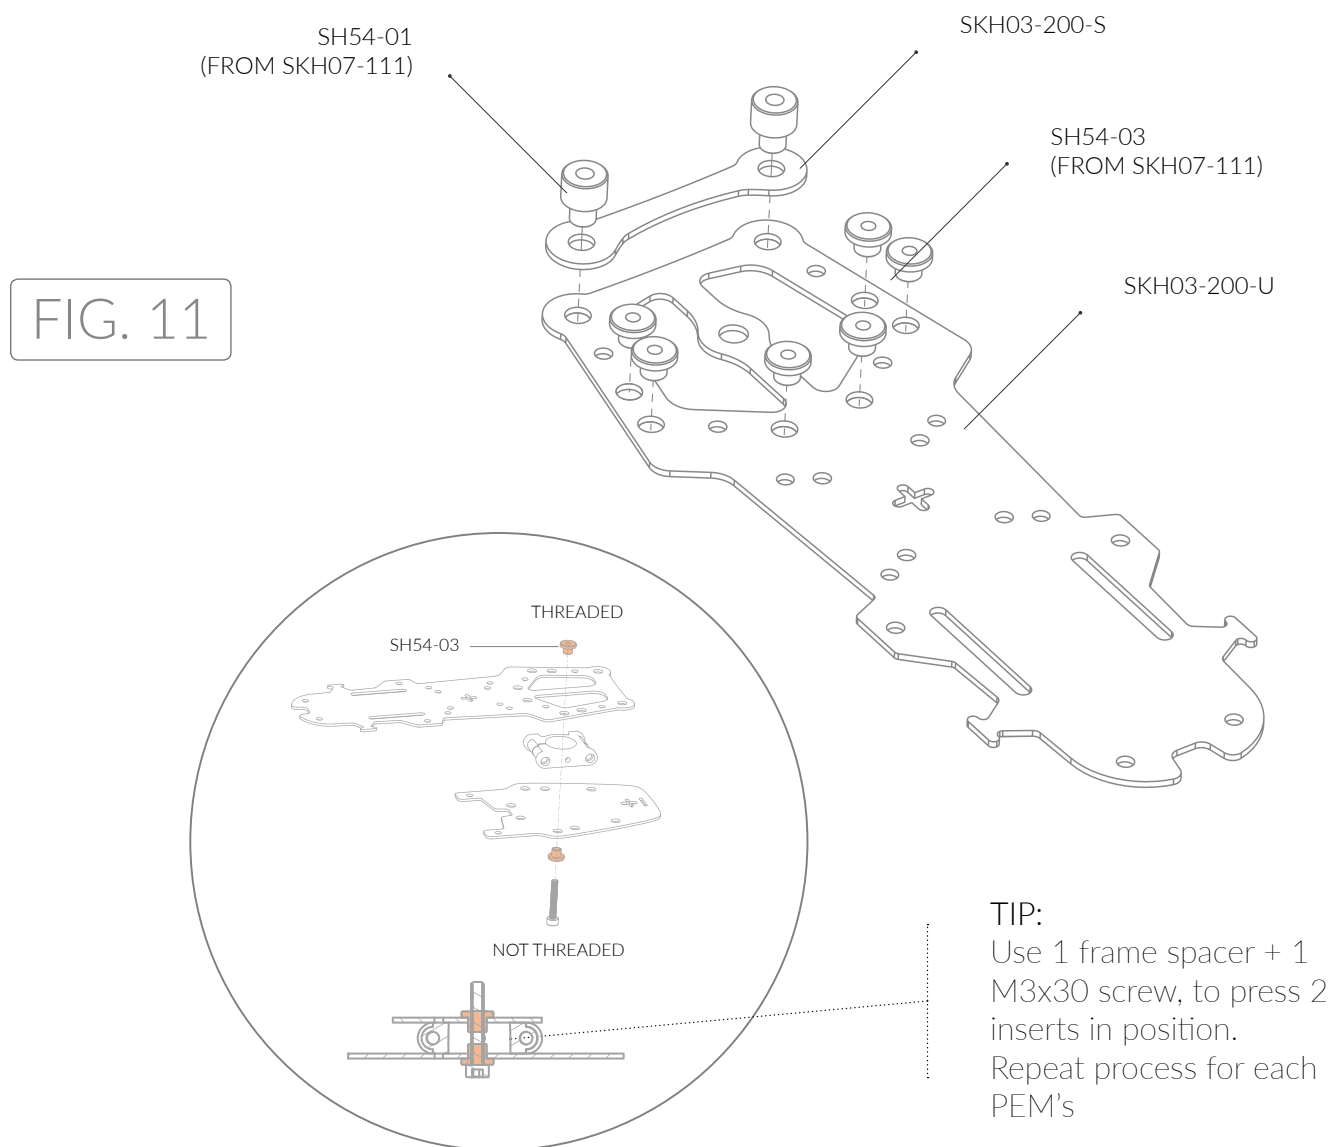 SH54-01
(FROM SKH07-111)
SKH03-200-S
SH54-03
(FROM SKH07-111)
SKH03-200-U
FIG. 11
THREADED
SH54-03
NOT THREADED
TIP:
Use 1 frame spacer + 1
M3x30 screw, to press 2
inserts in position.
Repeat process for each
PEM’s